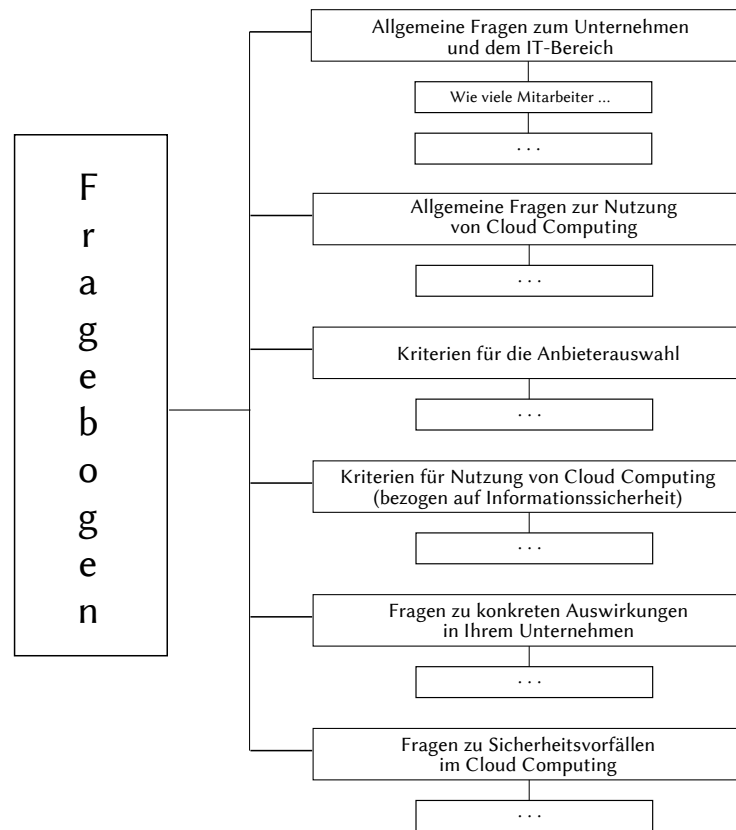 Fragebogen
Allgemeine Fragen zum Unternehmen
und dem IT-Bereich
Wie viele Mitarbeiter ...
. . .
Allgemeine Fragen zur Nutzung
von Cloud Computing
. . .
Kriterien für die Anbieterauswahl
. . .
Kriterien für Nutzung von Cloud Computing
(bezogen auf Informationssicherheit)
. . .
Fragen zu konkreten Auswirkungen
in Ihrem Unternehmen
. . .
Fragen zu Sicherheitsvorfällen
im Cloud Computing
. . .